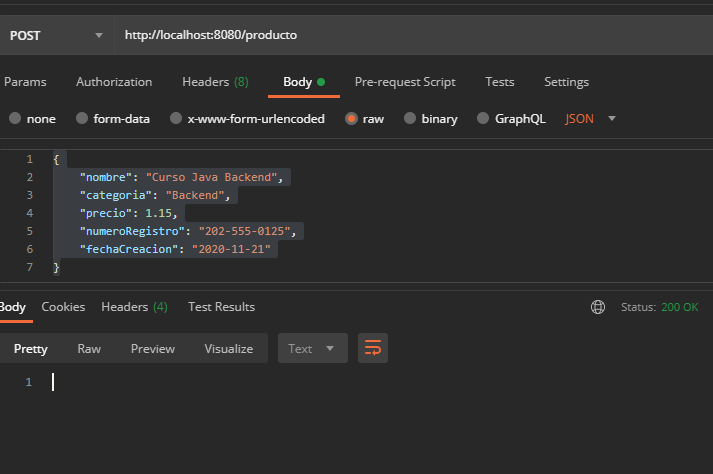 POST http://localhost:8080/producto
Params Authorization Headers (8) Body Pre-request Script Tests Settings
none form-data x-www-form-urlencoded raw binary GraphQL JSON
1 {
2 "nombre": "Curso Java Backend",
3 "categoria": "Backend",
4 "precio": 1.15,
5 "numeroRegistro": "202-555-0125",
6 "fechaCreacion": "2020-11-21"
7 }
Body Cookies Headers (4) Test Results Status: 200 OK
Pretty Raw Preview Visualize Text
1